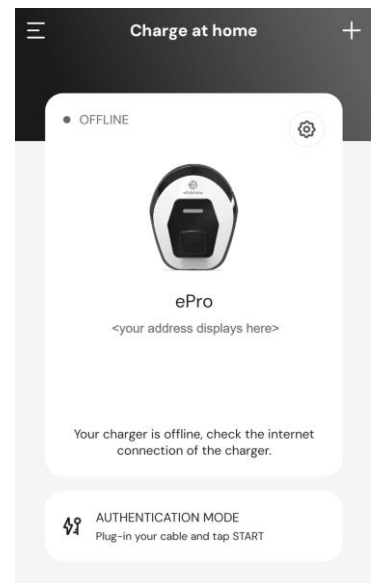 Charge at home
OFFLINE
ePro
<your address displays here>
Your charger is offline, check the internet
connection of the charger.
AUTHENTICATION MODE
Plug-in your cable and tap START